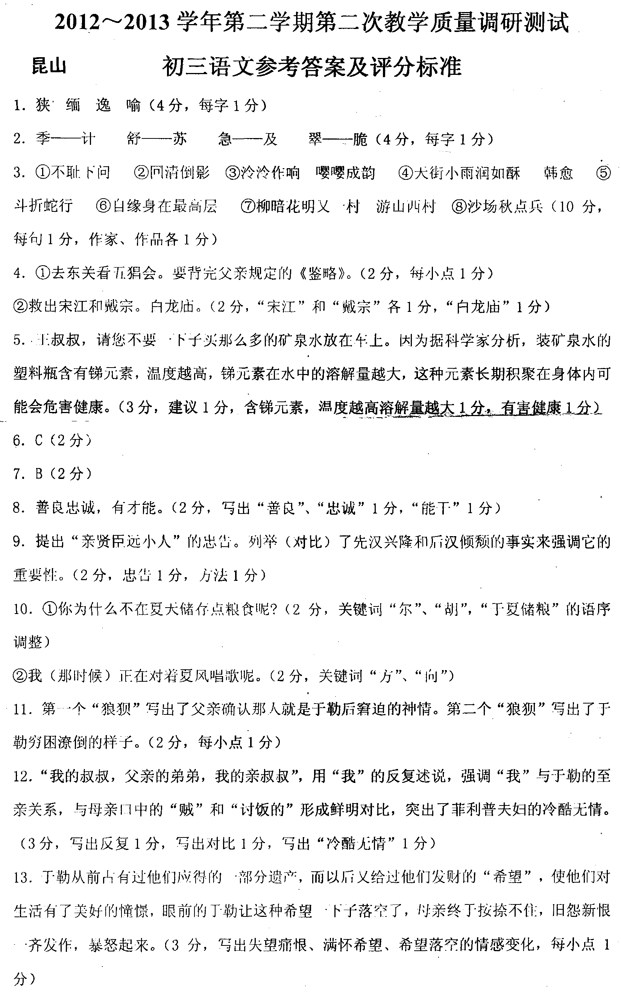 2012～2013 学年第二学期第二次教学质量调研测试
昆山 初三语文参考答案及评分标准
1. 狭 缅 逸 喻（4 分，每字 1 分）
2. 季——计 舒——苏 急——及 翠——脆（4 分，每字 1 分）
3. ①不耻下问 ②回清倒影 ③泠泠作响 嘤嘤成韵 ④天街小雨润如酥 韩愈 ⑤
斗折蛇行 ⑥自缘身在最高层 ⑦柳暗花明又一村 游山西村 ⑧沙场秋点兵（10 分，
每句 1 分，作家、作品各 1 分）
4. ①去东关看五猖会。要背完父亲规定的《鉴略》。（2 分，每小点 1 分）
②救出宋江和戴宗。白龙庙。（2 分，“宋江”和“戴宗”各 1 分，“白龙庙”1 分）
5. 王叔叔，请您不要一下子买那么多的矿泉水放在车上。因为据科学家分析，装矿泉水的
塑料瓶含有锑元素，温度越高，锑元素在水中的溶解量越大，这种元素长期积聚在身体内可
能会危害健康。（3 分，建议 1 分，含锑元素，温度越高溶解量越大 1 分，有害健康 1 分）
6. C（2 分）
7. B（2 分）
8. 善良忠诚，有才能。（2 分，写出“善良”、“忠诚”1 分，“能干”1 分）
9. 提出“亲贤臣远小人”的忠告。列举（对比）了先汉兴隆和后汉倾颓的事实来强调它的
重要性。（2 分，忠告 1 分，方法 1 分）
10. ①你为什么不在夏天储存点粮食呢?（2 分，关键词“尔”、“胡”，“于夏储粮”的语序
调整）
②我（那时候）正在对着夏风唱歌呢。（2 分，关键词“方”、“向”）
11. 第一个“狼狈”写出了父亲确认那人就是于勒后窘迫的神情。第二个“狼狈”写出了于
勒穷困潦倒的样子。（2 分，每小点 1 分）
12. “我的叔叔，父亲的弟弟，我的亲叔叔”，用“我”的反复述说，强调“我”与于勒的至
亲关系，与母亲口中的“贼”和“讨饭的”形成鲜明对比，突出了菲利普夫妇的冷酷无情。
（3 分，写出反复 1 分，写出对比 1 分，写出“冷酷无情”1 分）
13. 于勒从前占有过他们应得的一部分遗产，而以后又给过他们发财的“希望”，使他们对
生活有了美好的憧憬，眼前的于勒让这种希望一下子落空了，母亲终于按捺不住，旧怨新恨
一齐发作，暴怒起来。（3 分，写出失望痛恨、满怀希望、希望落空的情感变化，每小点 1
分）